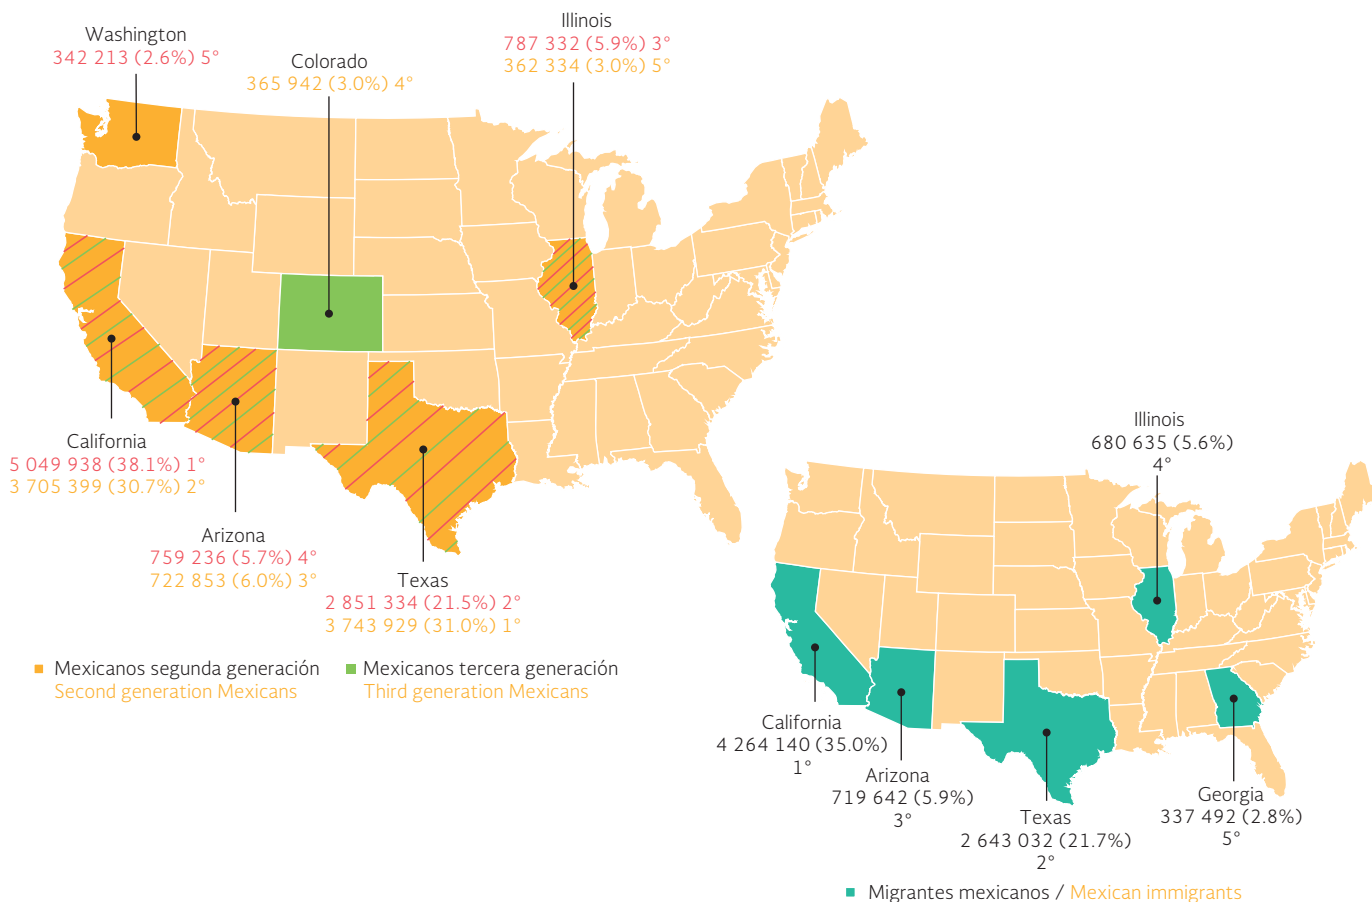 Washington
342 213 (2.6%) 5°
Colorado
365 942 (3.0%) 4°
Illinois
787 332 (5.9%) 3°
362 334 (3.0%) 5°
California
5 049 938 (38.1%) 1°
3 705 399 (30.7%) 2°
Arizona
759 236 (5.7%) 4°
722 853 (6.0%) 3°
Texas
2 851 334 (21.5%) 2°
3 743 929 (31.0%) 1°
Mexicanos segunda generación
Second generation Mexicans
Mexicanos tercera generación
Third generation Mexicans
Illinois
680 635 (5.6%)
4°
California
4 264 140 (35.0%)
1°
Arizona
719 642 (5.9%)
3°
Texas
2 643 032 (21.7%)
2°
Georgia
337 492 (2.8%)
5°
Migrantes mexicanos / Mexican immigrants